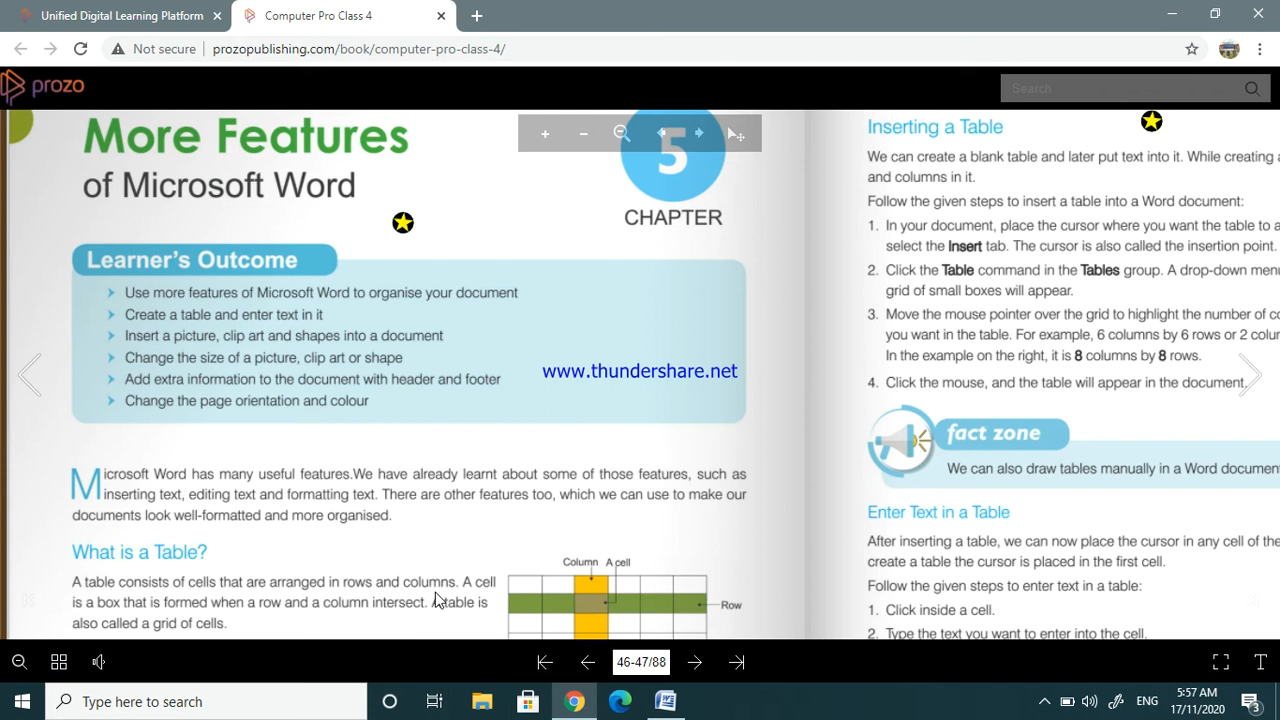 Unified Digital Learning Platform
Computer Pro Class 4
Not secure
prozopublishing.com/book/computer-pro-class-4/
prozo
Search
More Features
of Microsoft Word
5
CHAPTER
Learner's Outcome
Use more features of Microsoft Word to organise your document
Create a table and enter text in it
Insert a picture, clip art and shapes into a document
Change the size of a picture, clip art or shape
Add extra information to the document with header and footer
Change the page orientation and colour
www.thundershare.net
Microsoft Word has many useful features.We have already learnt about some of those features, such as
inserting text, editing text and formatting text. There are other features too, which we can use to make our
documents look well-formatted and more organised.
What is a Table?
A table consists of cells that are arranged in rows and columns. A cell
is a box that is formed when a row and a column intersect. A table is
also called a grid of cells.
Column A cell
Row
Inserting a Table
We can create a blank table and later put text into it. While creating
and columns in it.
Follow the given steps to insert a table into a Word document:
1. In your document, place the cursor where you want the table to
select the Insert tab. The cursor is also called the insertion point.
2. Click the Table command in the Tables group. A drop-down
grid of small boxes will appear.
3. Move the mouse pointer over the grid to highlight the number of
you want in the table. For example, 6 columns by 6 rows or 2
In the example on the right, it is 8 columns by 8 rows.
4. Click the mouse, and the table will appear in the document.
fact zone
We can also draw tables manually in a Word
Enter Text in a Table
After inserting a table, we can now place the cursor in any cell of the
create a table the cursor is placed in the first cell.
Follow the given steps to enter text in a table:
1. Click inside a cell.
2. Type the text you want to enter into the cell.
46-47/88
Type here to search
ENG
5:57 AM
17/11/2020
3